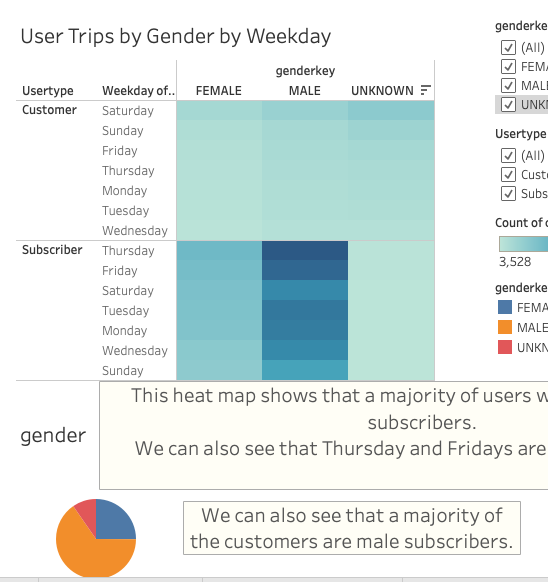 User Trips by Gender by Weekday
genderkey
Usertype Weekday of.. FEMALE MALE UNKNOWN
Customer Saturday
Sunday
Friday
Thursday
Monday
Tuesday
Wednesday
Subscriber Thursday
Friday
Saturday
Tuesday
Monday
Wednesday
Sunday
genderkey
(All)
FEMA
MALE
UNKN
Usertype
(All)
Custo
Subs
Count of
3,528
genderke
FEMA
MALE
UNKN
This heat map shows that a majority of users w
subscribers.
We can also see that Thursday and Fridays are
gender
We can also see that a majority of
the customers are male subscribers.